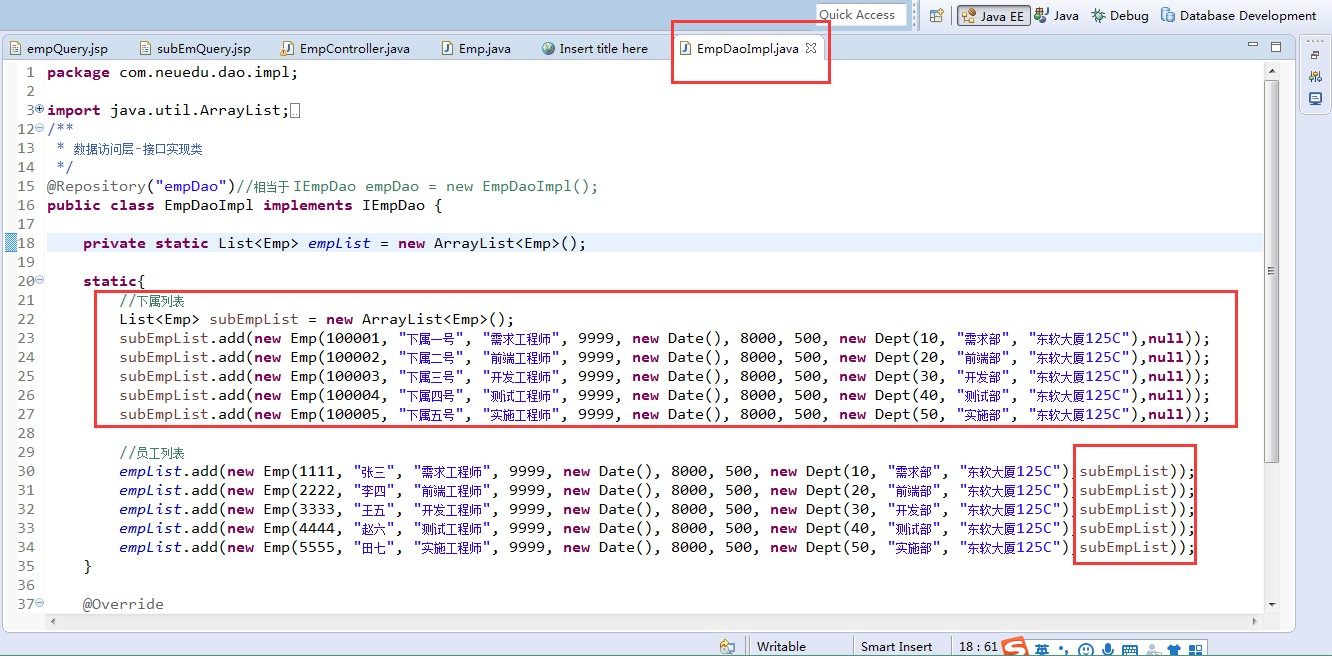 Quick Access
Java EE
Java
Debug
Database Development
empQuery.jsp
subEmQuery.jsp
EmpController.java
Emp.java
Insert title here
EmpDaoImpl.java
1 package com.neuedu.dao.impl;
2
3 import java.util.ArrayList;
12 /**
13 * 数据访问层-接口实现类
14 */
15 @Repository("empDao")//相当于 IEmpDao empDao = new EmpDaoImpl();
16 public class EmpDaoImpl implements IEmpDao {
17
18 private static List<Emp> empList = new ArrayList<Emp>();
19
20 static{
21 //下属列表
22 List<Emp> subEmpList = new ArrayList<Emp>();
23 subEmpList.add(new Emp(100001, "下属一号", "需求工程师", 9999, new Date(), 8000, 500, new Dept(10, "需求部", "东软大厦125C"),null));
24 subEmpList.add(new Emp(100002, "下属二号", "前端工程师", 9999, new Date(), 8000, 500, new Dept(20, "前端部", "东软大厦125C"),null));
25 subEmpList.add(new Emp(100003, "下属三号", "开发工程师", 9999, new Date(), 8000, 500, new Dept(30, "开发部", "东软大厦125C"),null));
26 subEmpList.add(new Emp(100004, "下属四号", "测试工程师", 9999, new Date(), 8000, 500, new Dept(40, "测试部", "东软大厦125C"),null));
27 subEmpList.add(new Emp(100005, "下属五号", "实施工程师", 9999, new Date(), 8000, 500, new Dept(50, "实施部", "东软大厦125C"),null));
28
29 //员工列表
30 empList.add(new Emp(1111, "张三", "需求工程师", 9999, new Date(), 8000, 500, new Dept(10, "需求部", "东软大厦125C"),subEmpList));
31 empList.add(new Emp(2222, "李四", "前端工程师", 9999, new Date(), 8000, 500, new Dept(20, "前端部", "东软大厦125C"),subEmpList));
32 empList.add(new Emp(3333, "王五", "开发工程师", 9999, new Date(), 8000, 500, new Dept(30, "开发部", "东软大厦125C"),subEmpList));
33 empList.add(new Emp(4444, "赵六", "测试工程师", 9999, new Date(), 8000, 500, new Dept(40, "测试部", "东软大厦125C"),subEmpList));
34 empList.add(new Emp(5555, "田七", "实施工程师", 9999, new Date(), 8000, 500, new Dept(50, "实施部", "东软大厦125C"),subEmpList));
35 }
36
37 @Override
Writable
Smart Insert
18 : 61
英